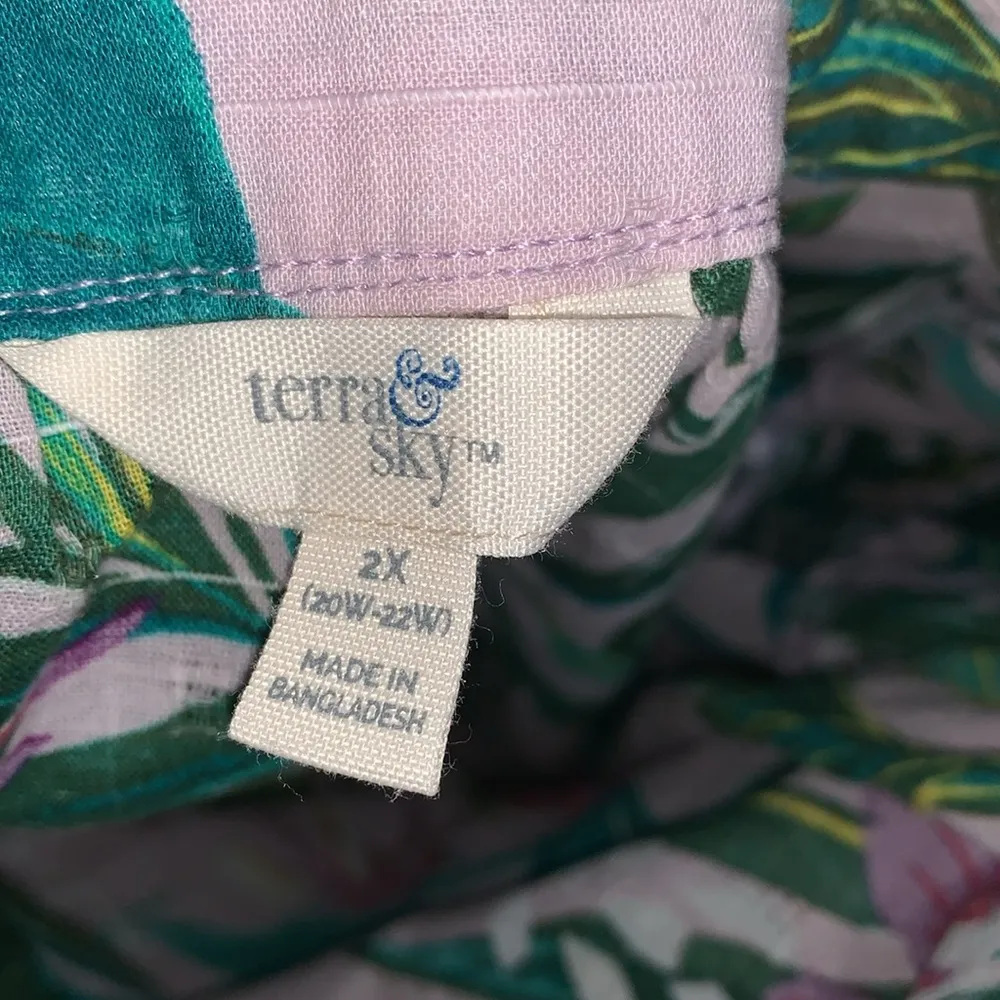 terra &
sky™
2X
(20W-22W)
MADE IN
BANGLADESH